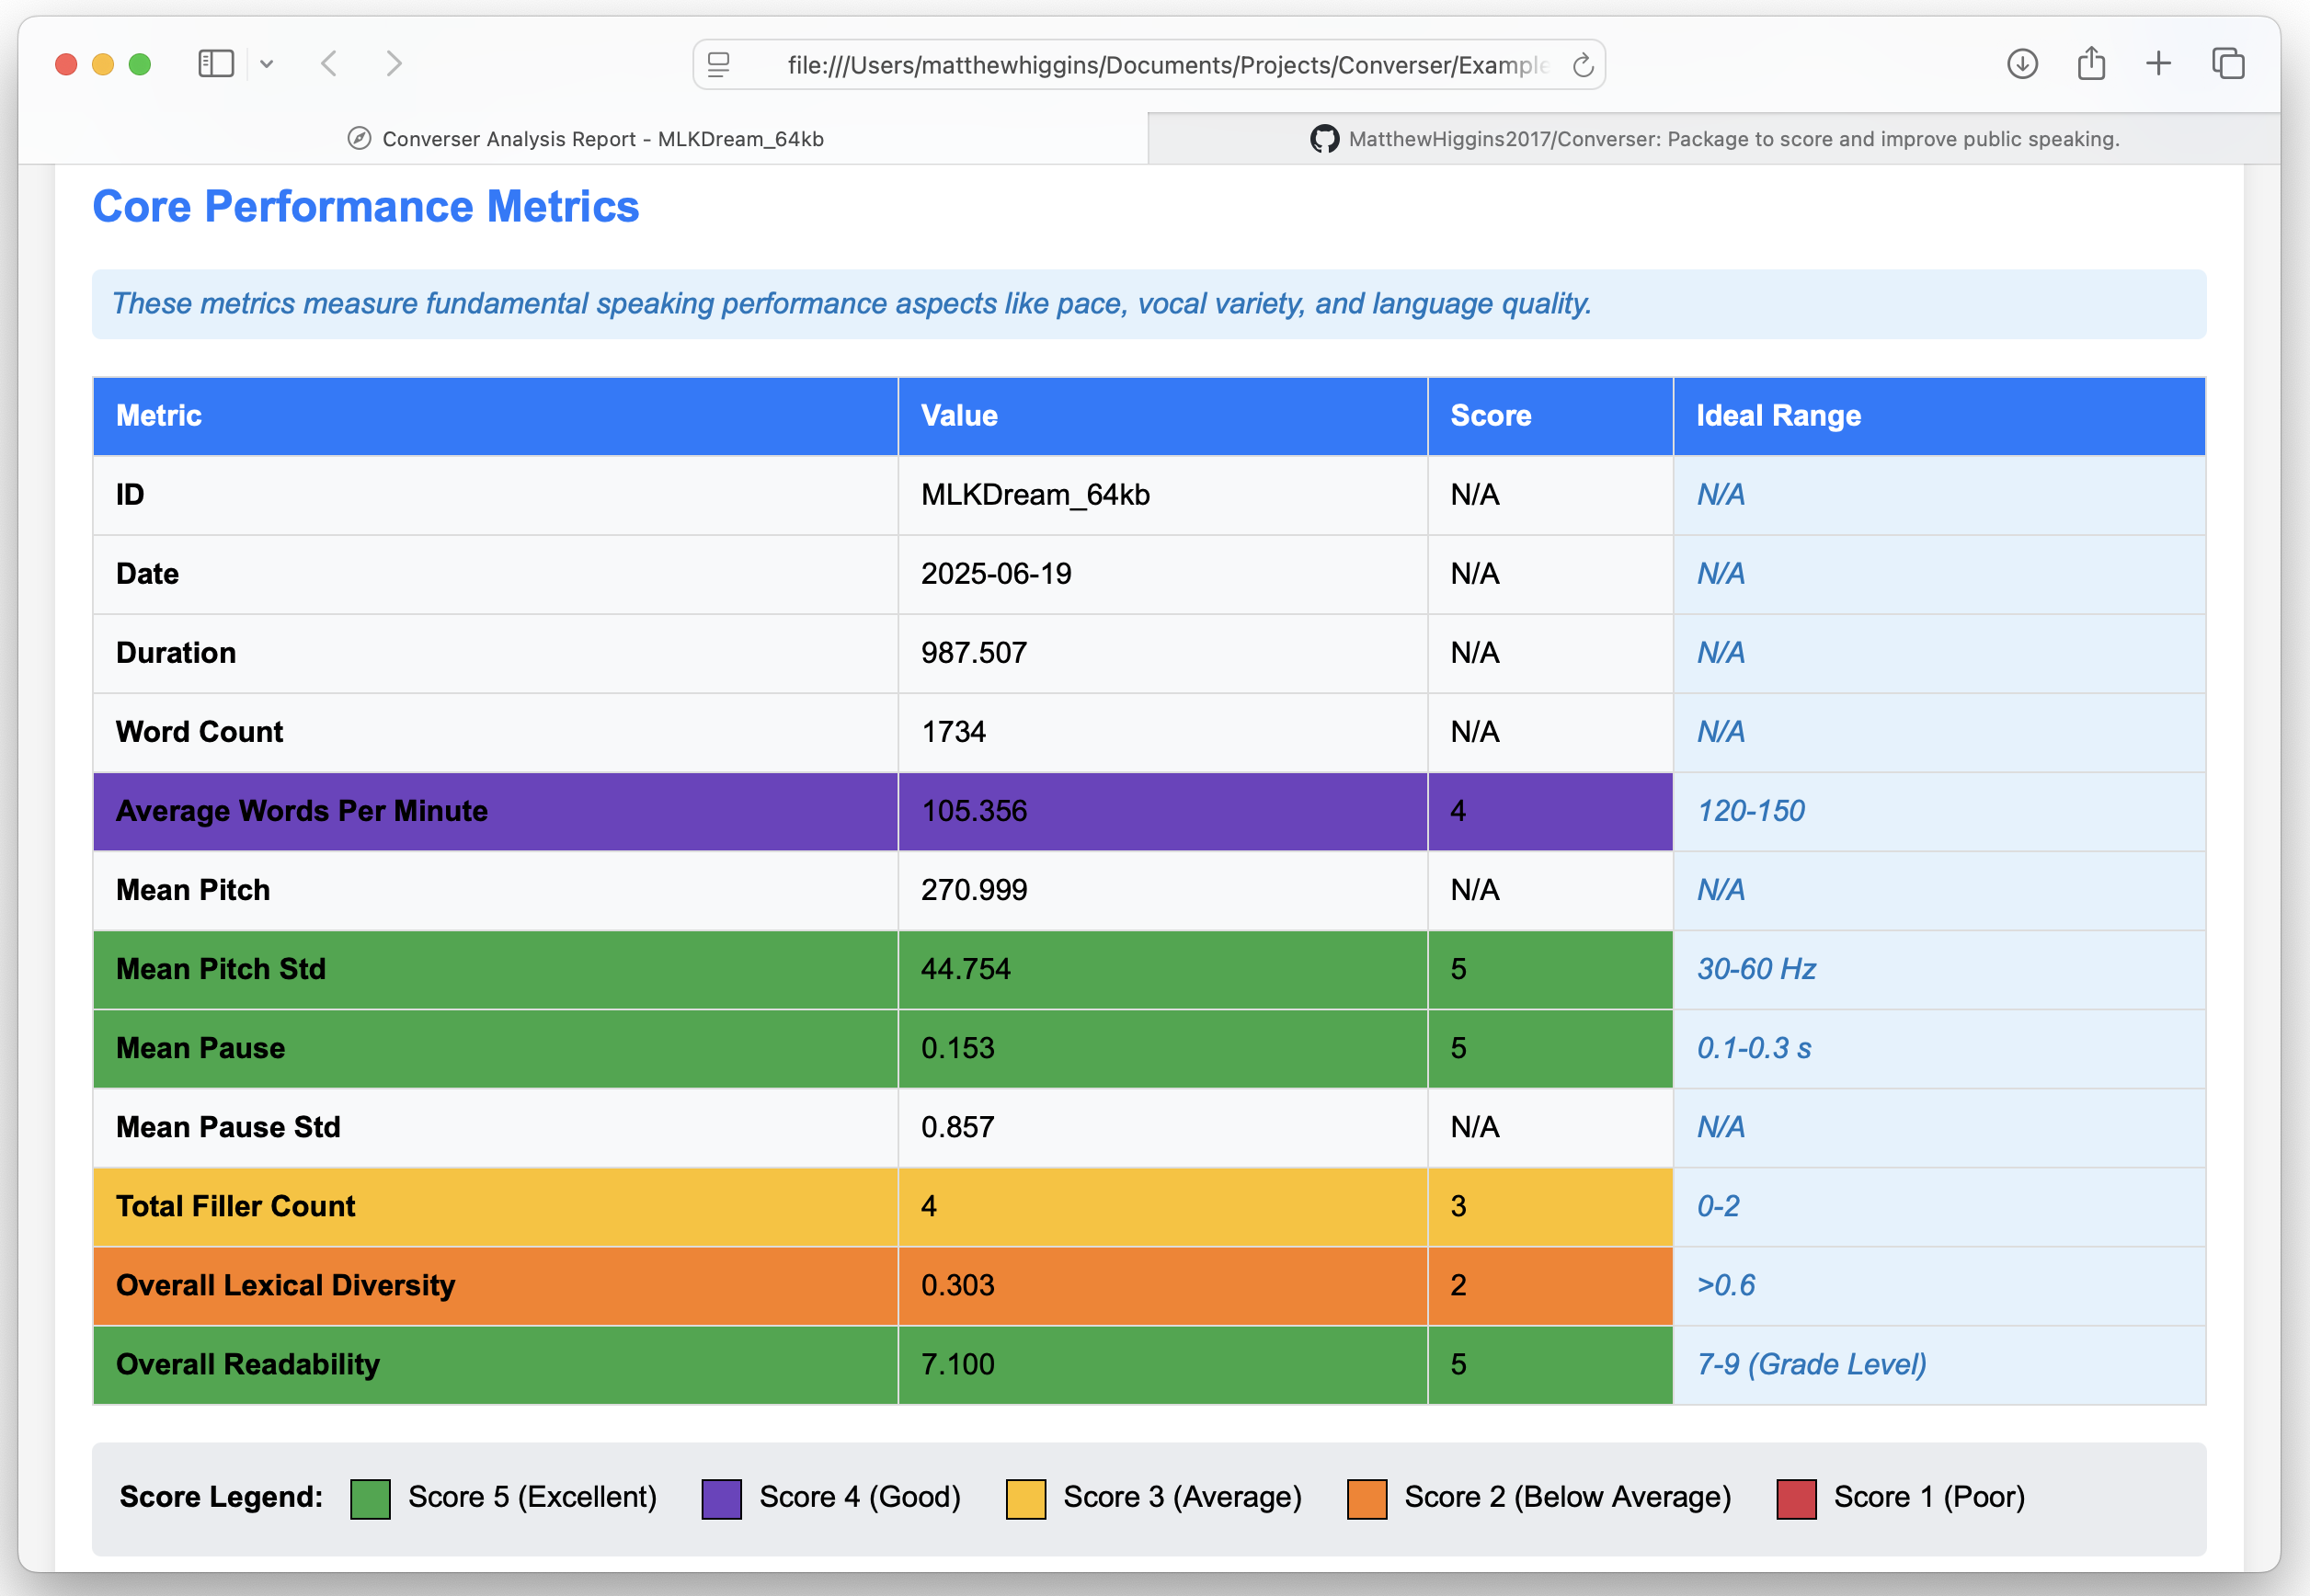 file:///Users/matthewhiggins/Documents/Projects/Converser/Example
Converser Analysis Report - MLKDream_64kb
MatthewHiggins2017/Converser: Package to score and improve public speaking.
Core Performance Metrics
These metrics measure fundamental speaking performance aspects like pace, vocal variety, and language quality.
Metric Value Score Ideal Range
ID MLKDream_64kb N/A N/A
Date 2025-06-19 N/A N/A
Duration 987.507 N/A N/A
Word Count 1734 N/A N/A
Average Words Per Minute 105.356 4 120-150
Mean Pitch 270.999 N/A N/A
Mean Pitch Std 44.754 5 30-60 Hz
Mean Pause 0.153 5 0.1-0.3 s
Mean Pause Std 0.857 N/A N/A
Total Filler Count 4 3 0-2
Overall Lexical Diversity 0.303 2 >0.6
Overall Readability 7.100 5 7-9 (Grade Level)
Score Legend: Score 5 (Excellent) Score 4 (Good) Score 3 (Average) Score 2 (Below Average) Score 1 (Poor)